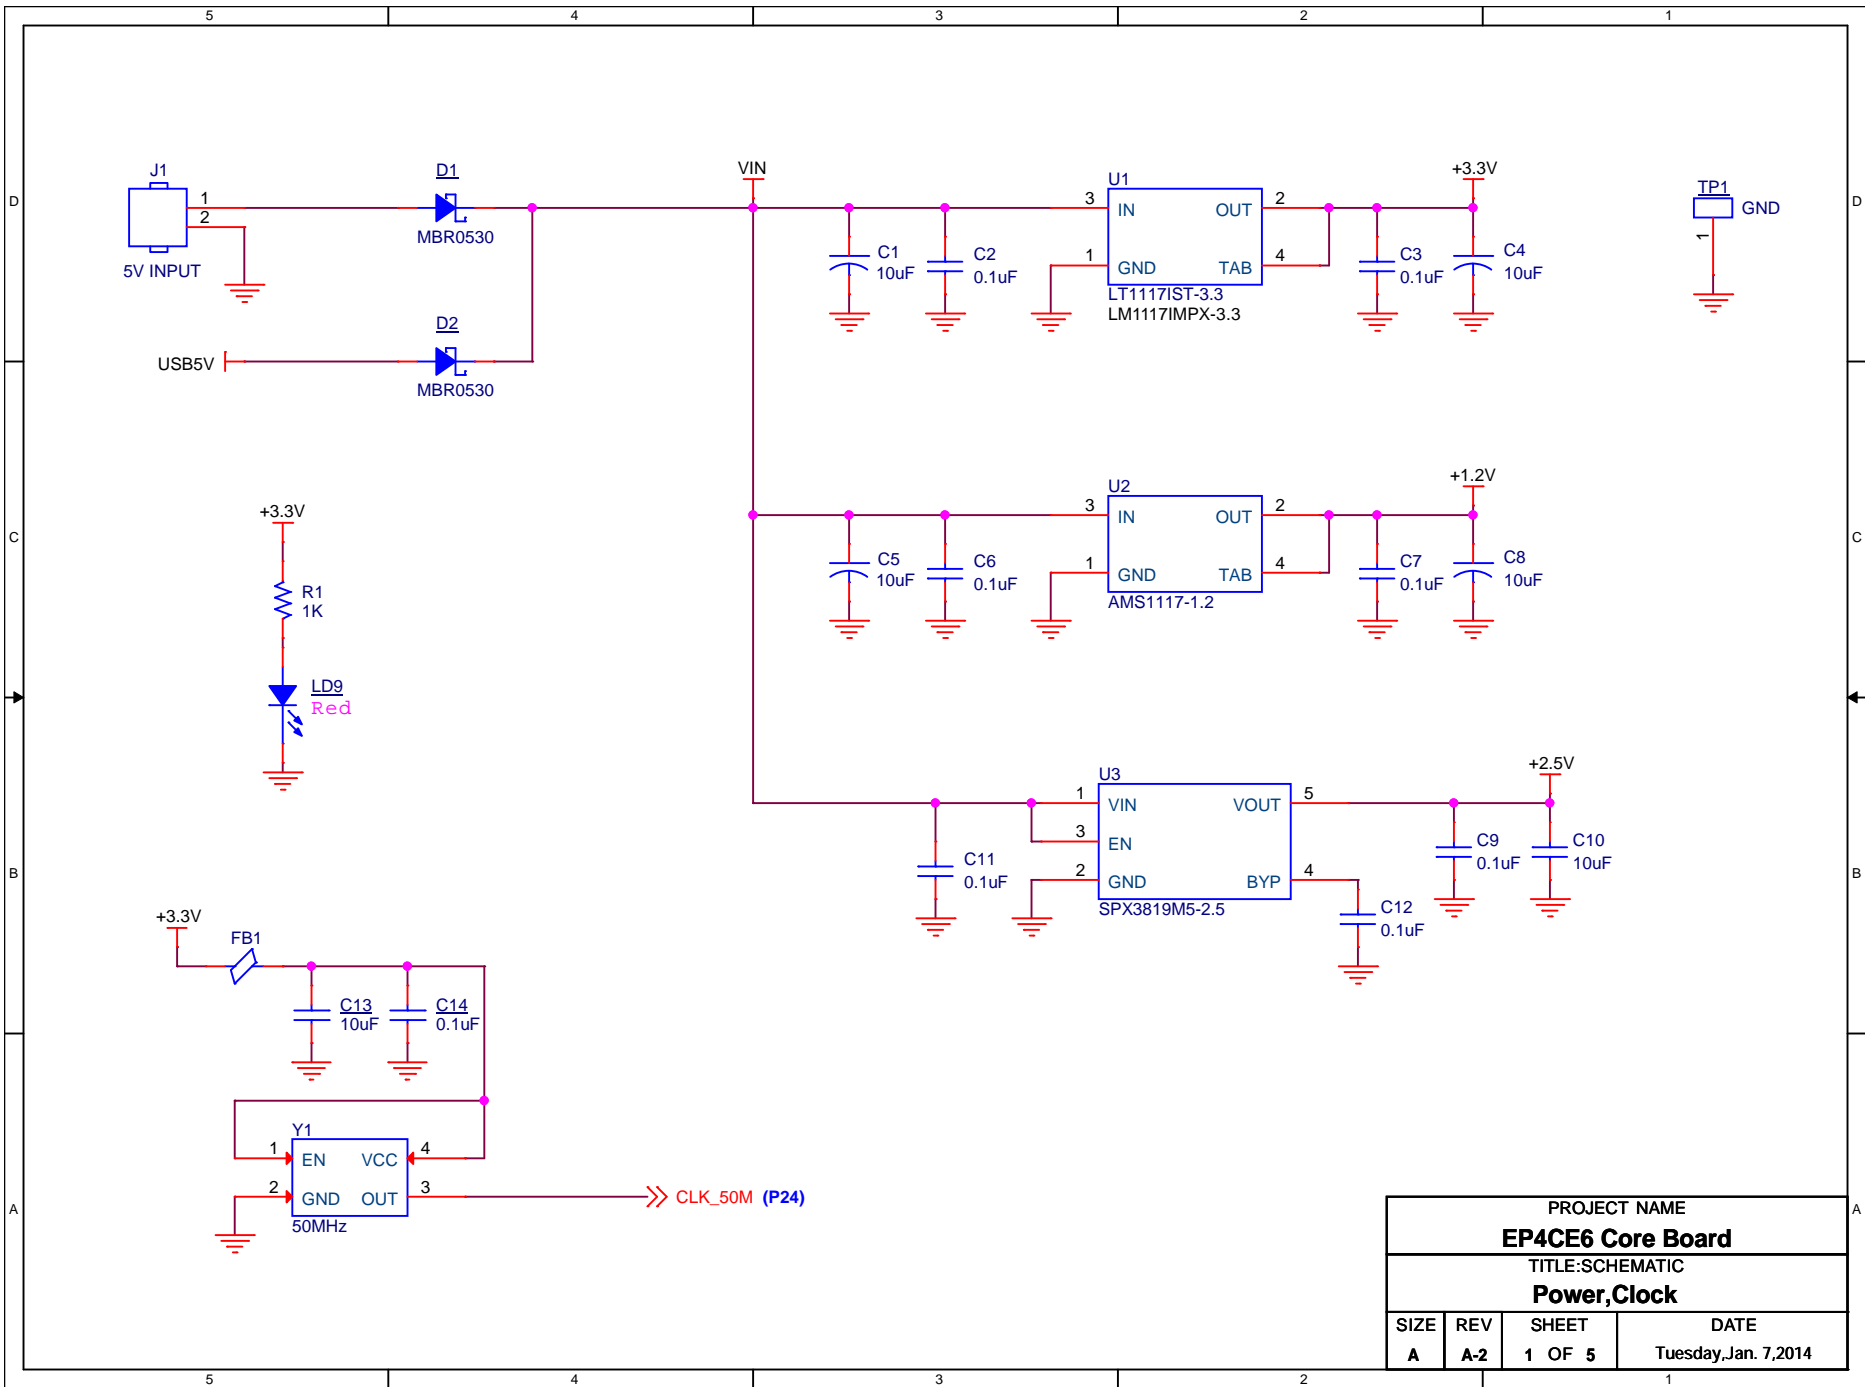 5 4 3 2 1
D D
C C
B B
A A
J1
1
2
5V INPUT
D1
MBR0530
D2
MBR0530
USB5V
VIN
U1
3 IN OUT 2
1 GND TAB 4
LT1117IST-3.3
LM1117IMPX-3.3
C1
10uF
C2
0.1uF
C3
0.1uF
C4
10uF
+3.3V
TP1
GND
1
+3.3V
R1
1K
LD9
Red
U2
3 IN OUT 2
1 GND TAB 4
AMS1117-1.2
C5
10uF
C6
0.1uF
C7
0.1uF
C8
10uF
+1.2V
U3
1 VIN VOUT 5
3 EN
2 GND BYP 4
SPX3819M5-2.5
C11
0.1uF
C12
0.1uF
C9
0.1uF
C10
10uF
+2.5V
+3.3V
FB1
C13
10uF
C14
0.1uF
Y1
1 EN VCC 4
2 GND OUT 3
50MHz
CLK_50M (P24)
PROJECT NAME
EP4CE6 Core Board
TITLE:SCHEMATIC
Power,Clock
SIZE REV SHEET DATE
A A-2 1 OF 5 Tuesday,Jan. 7,2014
5 4 3 2 1